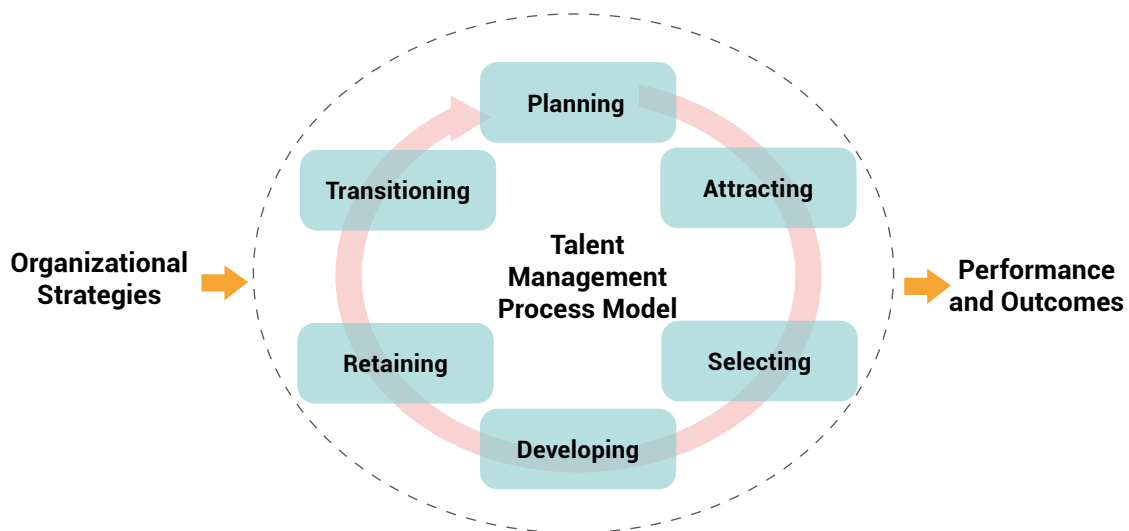 Planning
Transitioning
Attracting
Talent
Management
Process Model
Organizational
Strategies
Performance
and Outcomes
Retaining
Selecting
Developing